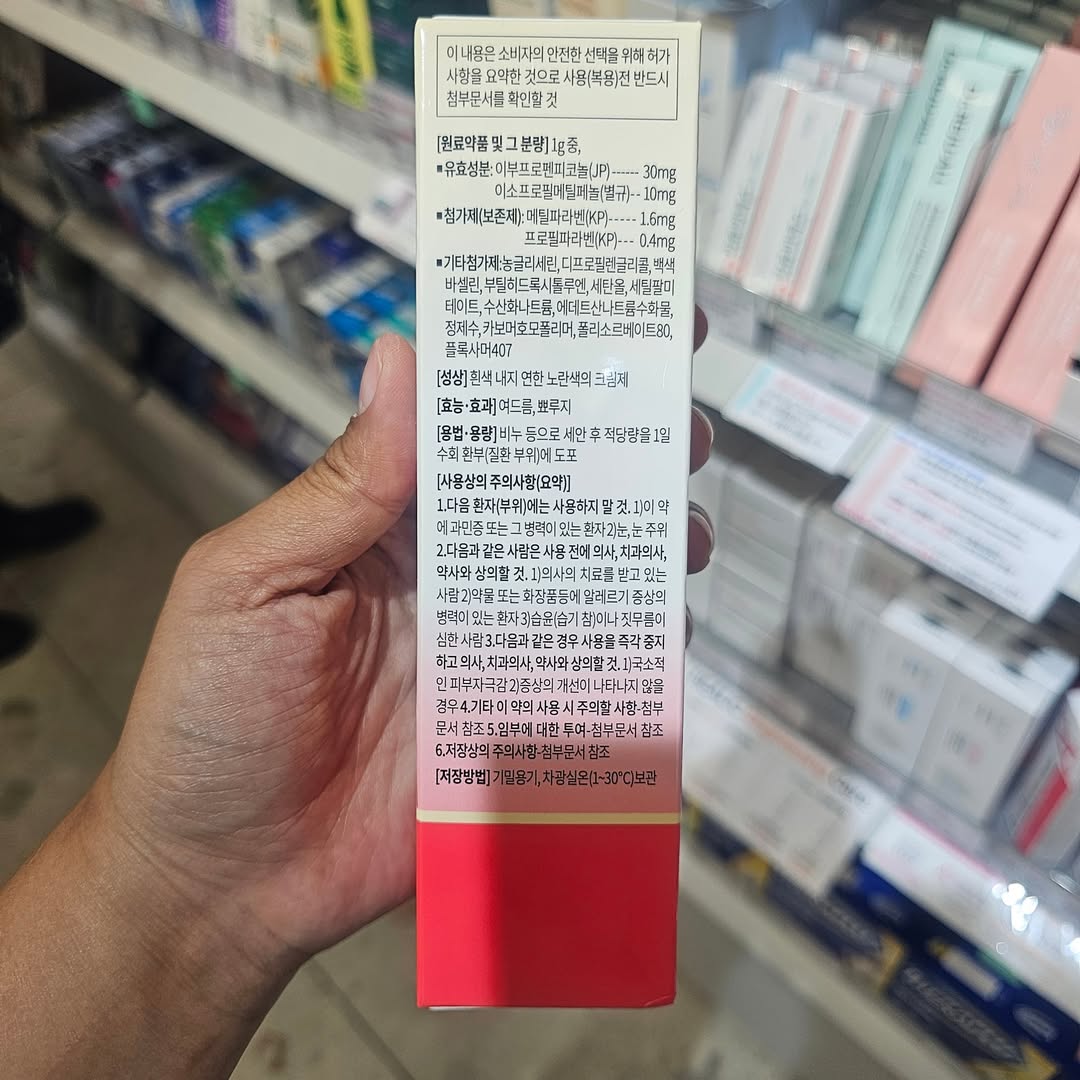 이 내용은 소비자의 안전한 선택을 위해 허가
사항을 요약한 것으로 사용(복용)전 반드시
첨부문서를 확인할 것
[원료약품 및 그 분량] 1g 중,
■유효성분: 이부프로펜피코놀(JP)------ 30mg
이소프로필메틸페놀(별규)-- 10mg
■첨가제(보존제): 메틸파라벤(KP)----- 1.6mg
프로필파라벤(KP)--- 0.4mg
■기타첨가제:농글리세린, 디프로필렌글리콜, 백색
바셀린, 부틸히드록시톨루엔, 세탄올, 세틸팔미
테이트, 수산화나트륨, 에데트산나트륨수화물,
정제수, 카보머호모폴리머, 폴리소르베이트80,
플록사머407
[성상] 흰색 내지 연한 노란색의 크림제
[효능·효과] 여드름, 뾰루지
[용법·용량] 비누 등으로 세안 후 적당량을 1일
수회 환부(질환 부위)에 도포
[사용상의 주의사항(요약)]
1.다음 환자(부위)에는 사용하지 말 것. 1)이 약
에 과민증 또는 그 병력이 있는 환자 2)눈, 눈 주위
2.다음과 같은 사람은 사용 전에 의사, 치과의사,
약사와 상의할 것. 1)의사의 치료를 받고 있는
사람 2)약물 또는 화장품등에 알레르기 증상의
병력이 있는 환자 3)습윤(습기 참)이나 짓무름이
심한 사람 3.다음과 같은 경우 사용을 즉각 중지
하고 의사, 치과의사, 약사와 상의할 것. 1)국소적
인 피부자극감 2)증상의 개선이 나타나지 않을
경우 4.기타 이 약의 사용 시 주의할 사항-첨부
문서 참조 5.임부에 대한 투여-첨부문서 참조
6.저장상의 주의사항-첨부문서 참조
[저장방법] 기밀용기, 차광실온(1~30°C)보관